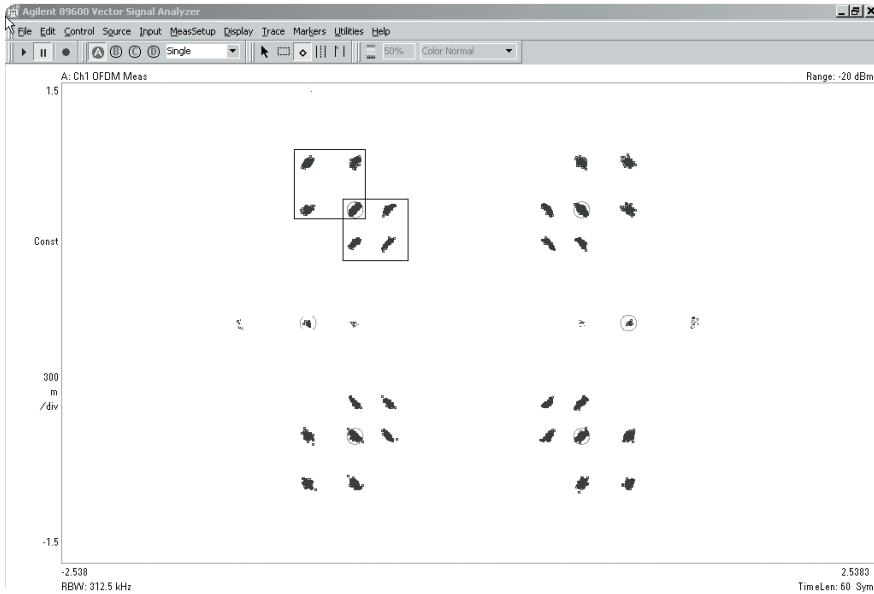 Agilent 89600 Vector Signal Analyzer
File Edit Control Source Input MeasSetup Display Trace Markers Utilities Help
A B C D Single 50% Color Normal
A: Ch1 OFDM Meas Range: -20 dBm
1.5
Const
300
m
/div
-1.5
-2.538 2.5383
RBW: 312.5 kHz TimeLen: 60 Sym